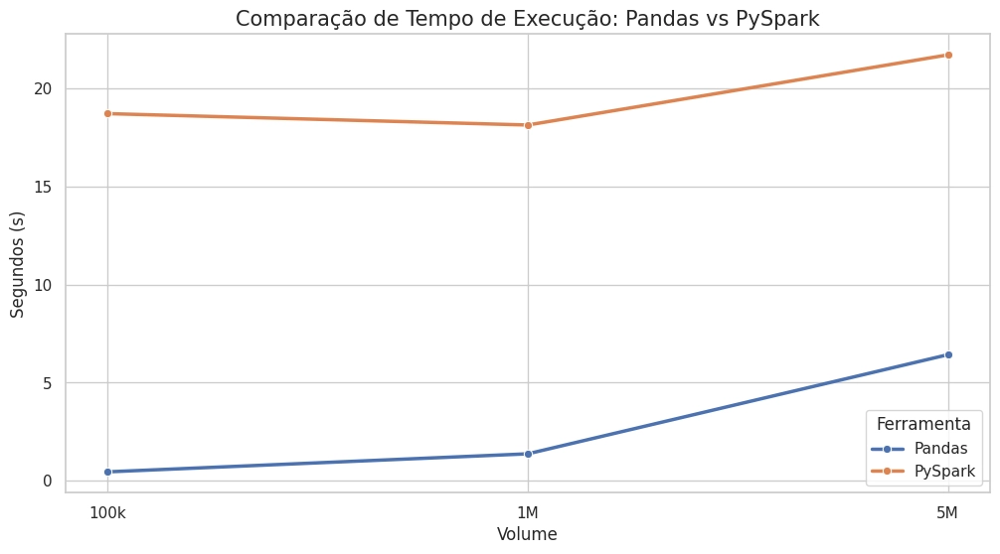 Comparação de Tempo de Execução: Pandas vs PySpark
Segundos (s)
20
15
10
5
0
100k
1M
5M
Volume
Ferramenta
Pandas
PySpark